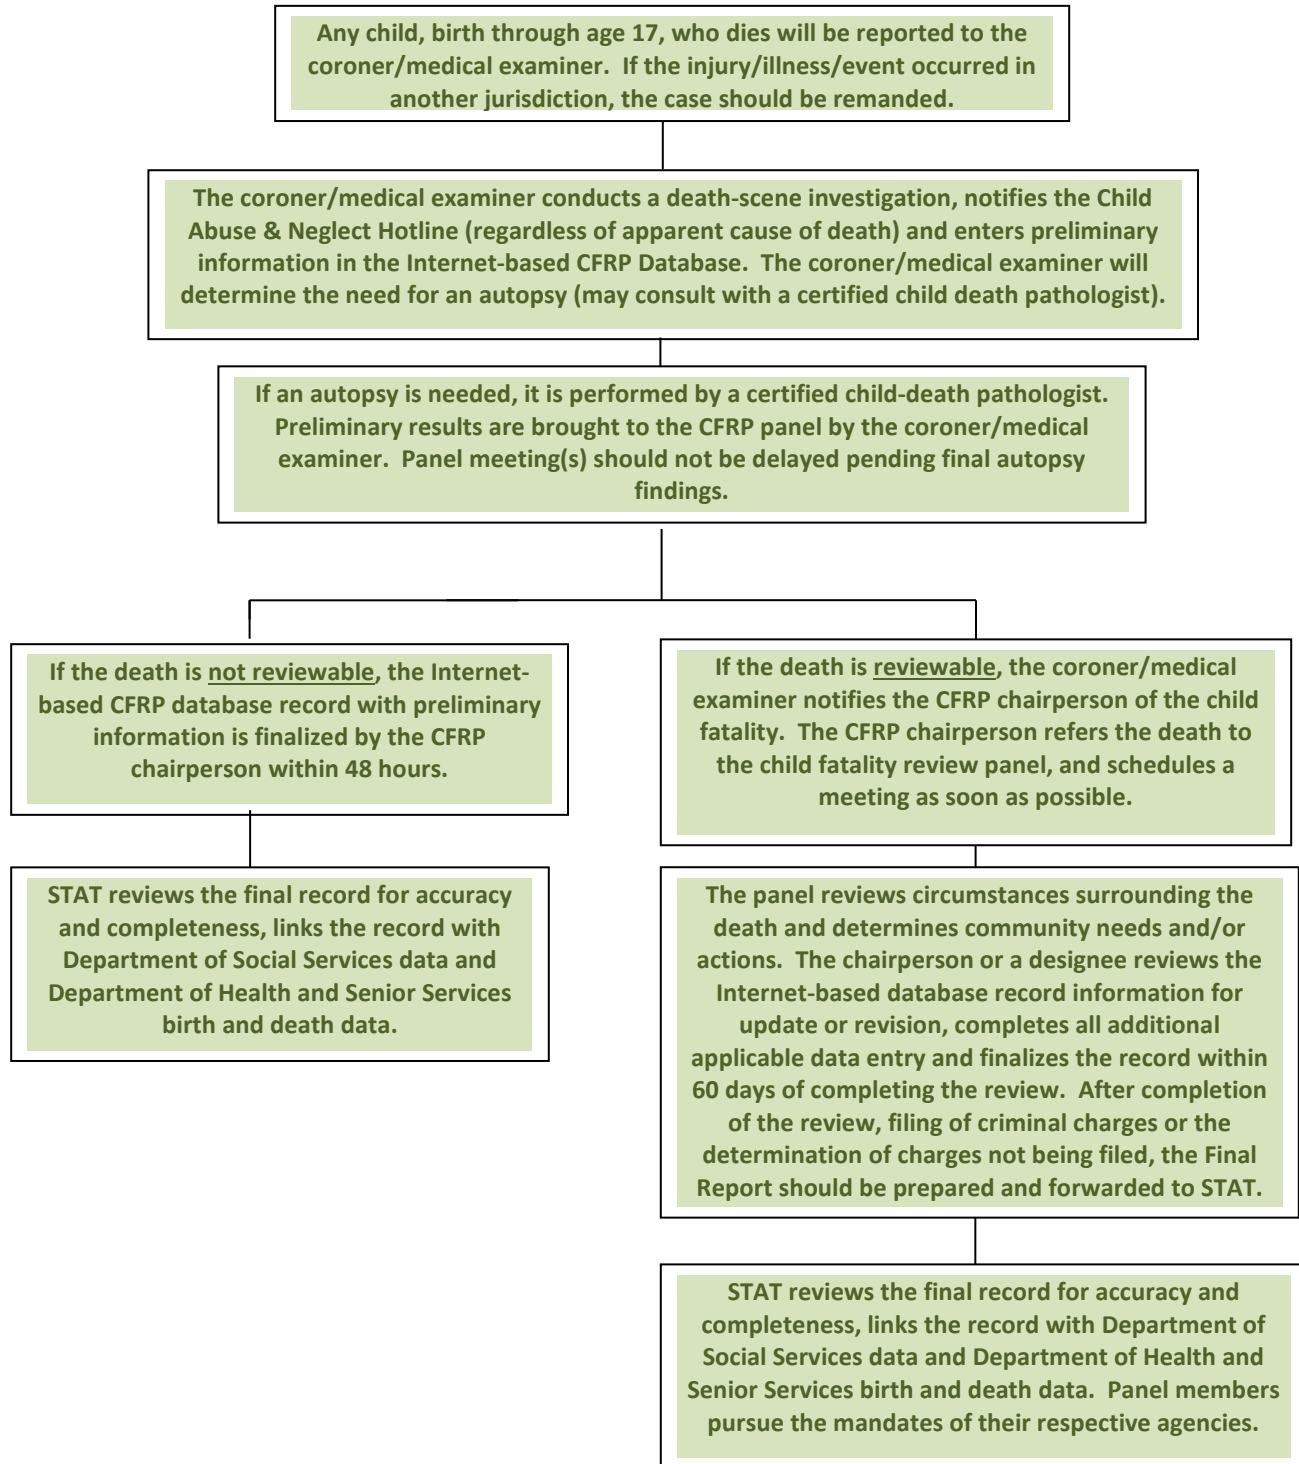 Any child, birth through age 17, who dies will be reported to the
coroner/medical examiner.  If the injury/illness/event occurred in
another jurisdiction, the case should be remanded.
The coroner/medical examiner conducts a death-scene investigation, notifies the Child
Abuse & Neglect Hotline (regardless of apparent cause of death) and enters preliminary
information in the Internet-based CFRP Database.  The coroner/medical examiner will
determine the need for an autopsy (may consult with a certified child death pathologist).
If an autopsy is needed, it is performed by a certified child-death pathologist.
Preliminary results are brought to the CFRP panel by the coroner/medical
examiner.  Panel meeting(s) should not be delayed pending final autopsy
findings.
If the death is not reviewable, the Internet-
based CFRP database record with preliminary
information is finalized by the CFRP
chairperson within 48 hours.
STAT reviews the final record for accuracy
and completeness, links the record with
Department of Social Services data and
Department of Health and Senior Services
birth and death data.
If the death is reviewable, the coroner/medical
examiner notifies the CFRP chairperson of the child
fatality.  The CFRP chairperson refers the death to
the child fatality review panel, and schedules a
meeting as soon as possible.
The panel reviews circumstances surrounding the
death and determines community needs and/or
actions.  The chairperson or a designee reviews the
Internet-based database record information for
update or revision, completes all additional
applicable data entry and finalizes the record within
60 days of completing the review.  After completion
of the review, filing of criminal charges or the
determination of charges not being filed, the Final
Report should be prepared and forwarded to STAT.
STAT reviews the final record for accuracy and
completeness, links the record with Department of
Social Services data and Department of Health and
Senior Services birth and death data.  Panel members
pursue the mandates of their respective agencies.